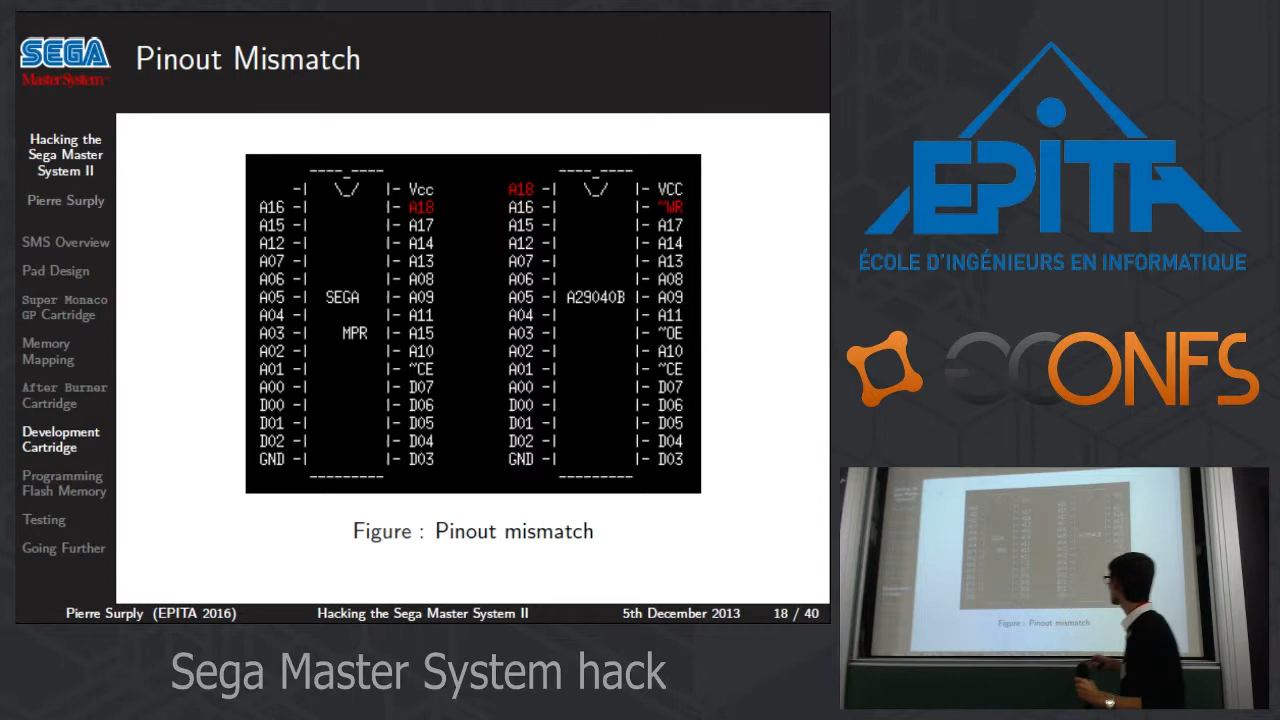 SEGA
Master System
Pinout Mismatch
Hacking the
Sega Master
System II
Pierre Surply
SMS Overview
Pad Design
Super Monaco
GP Cartridge
Memory
Mapping
After Burner
Cartridge
Development
Cartridge
Programming
Flash Memory
Testing
Going Further
----_---- ----_----
-| \_/ |- Vcc A18 -| \_/ |- VCC
A16 -| |- A18 A16 -| |- ~WR
A15 -| |- A17 A15 -| |- A17
A12 -| |- A14 A12 -| |- A14
A07 -| |- A13 A07 -| |- A13
A06 -| |- A08 A06 -| |- A08
A05 -| SEGA |- A09 A05 -| A29040B |- A09
A04 -| |- A11 A04 -| |- A11
A03 -| MPR |- A15 A03 -| |- ~OE
A02 -| |- A10 A02 -| |- A10
A01 -| |- ~CE A01 -| |- ~CE
A00 -| |- D07 A00 -| |- D07
D00 -| |- D06 D00 -| |- D06
D01 -| |- D05 D01 -| |- D05
D02 -| |- D04 D02 -| |- D04
GND -| |- D03 GND -| |- D03
--------- ---------
Figure : Pinout mismatch
Pierre Surply (EPITA 2016) Hacking the Sega Master System II 5th December 2013 18 / 40
Sega Master System hack
EPITA
ÉCOLE D'INGÉNIEURS EN INFORMATIQUE
GCONFS
Figure : Pinout mismatch